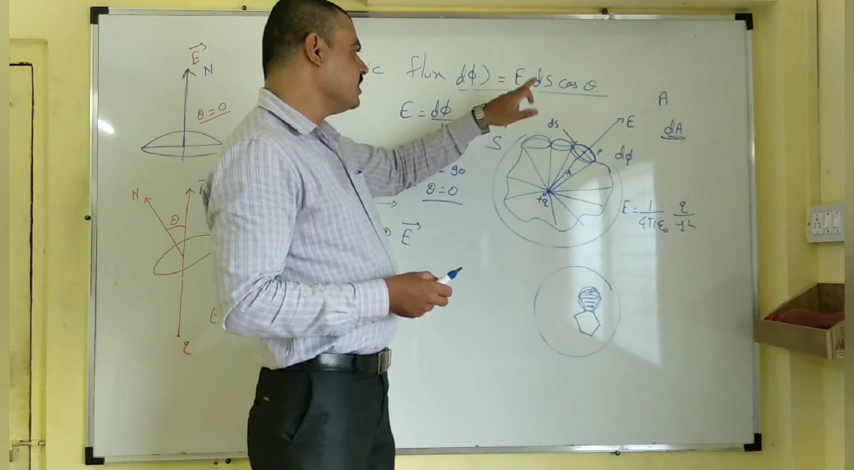 flux dϕ) = E ds cos θ
E = dϕ
90
θ = 0
E⃗
E⃗
N
θ = 0
N
θ
q
ds
E
S
dϕ
+q
A
dA
E = 1/4πε₀ q/r²